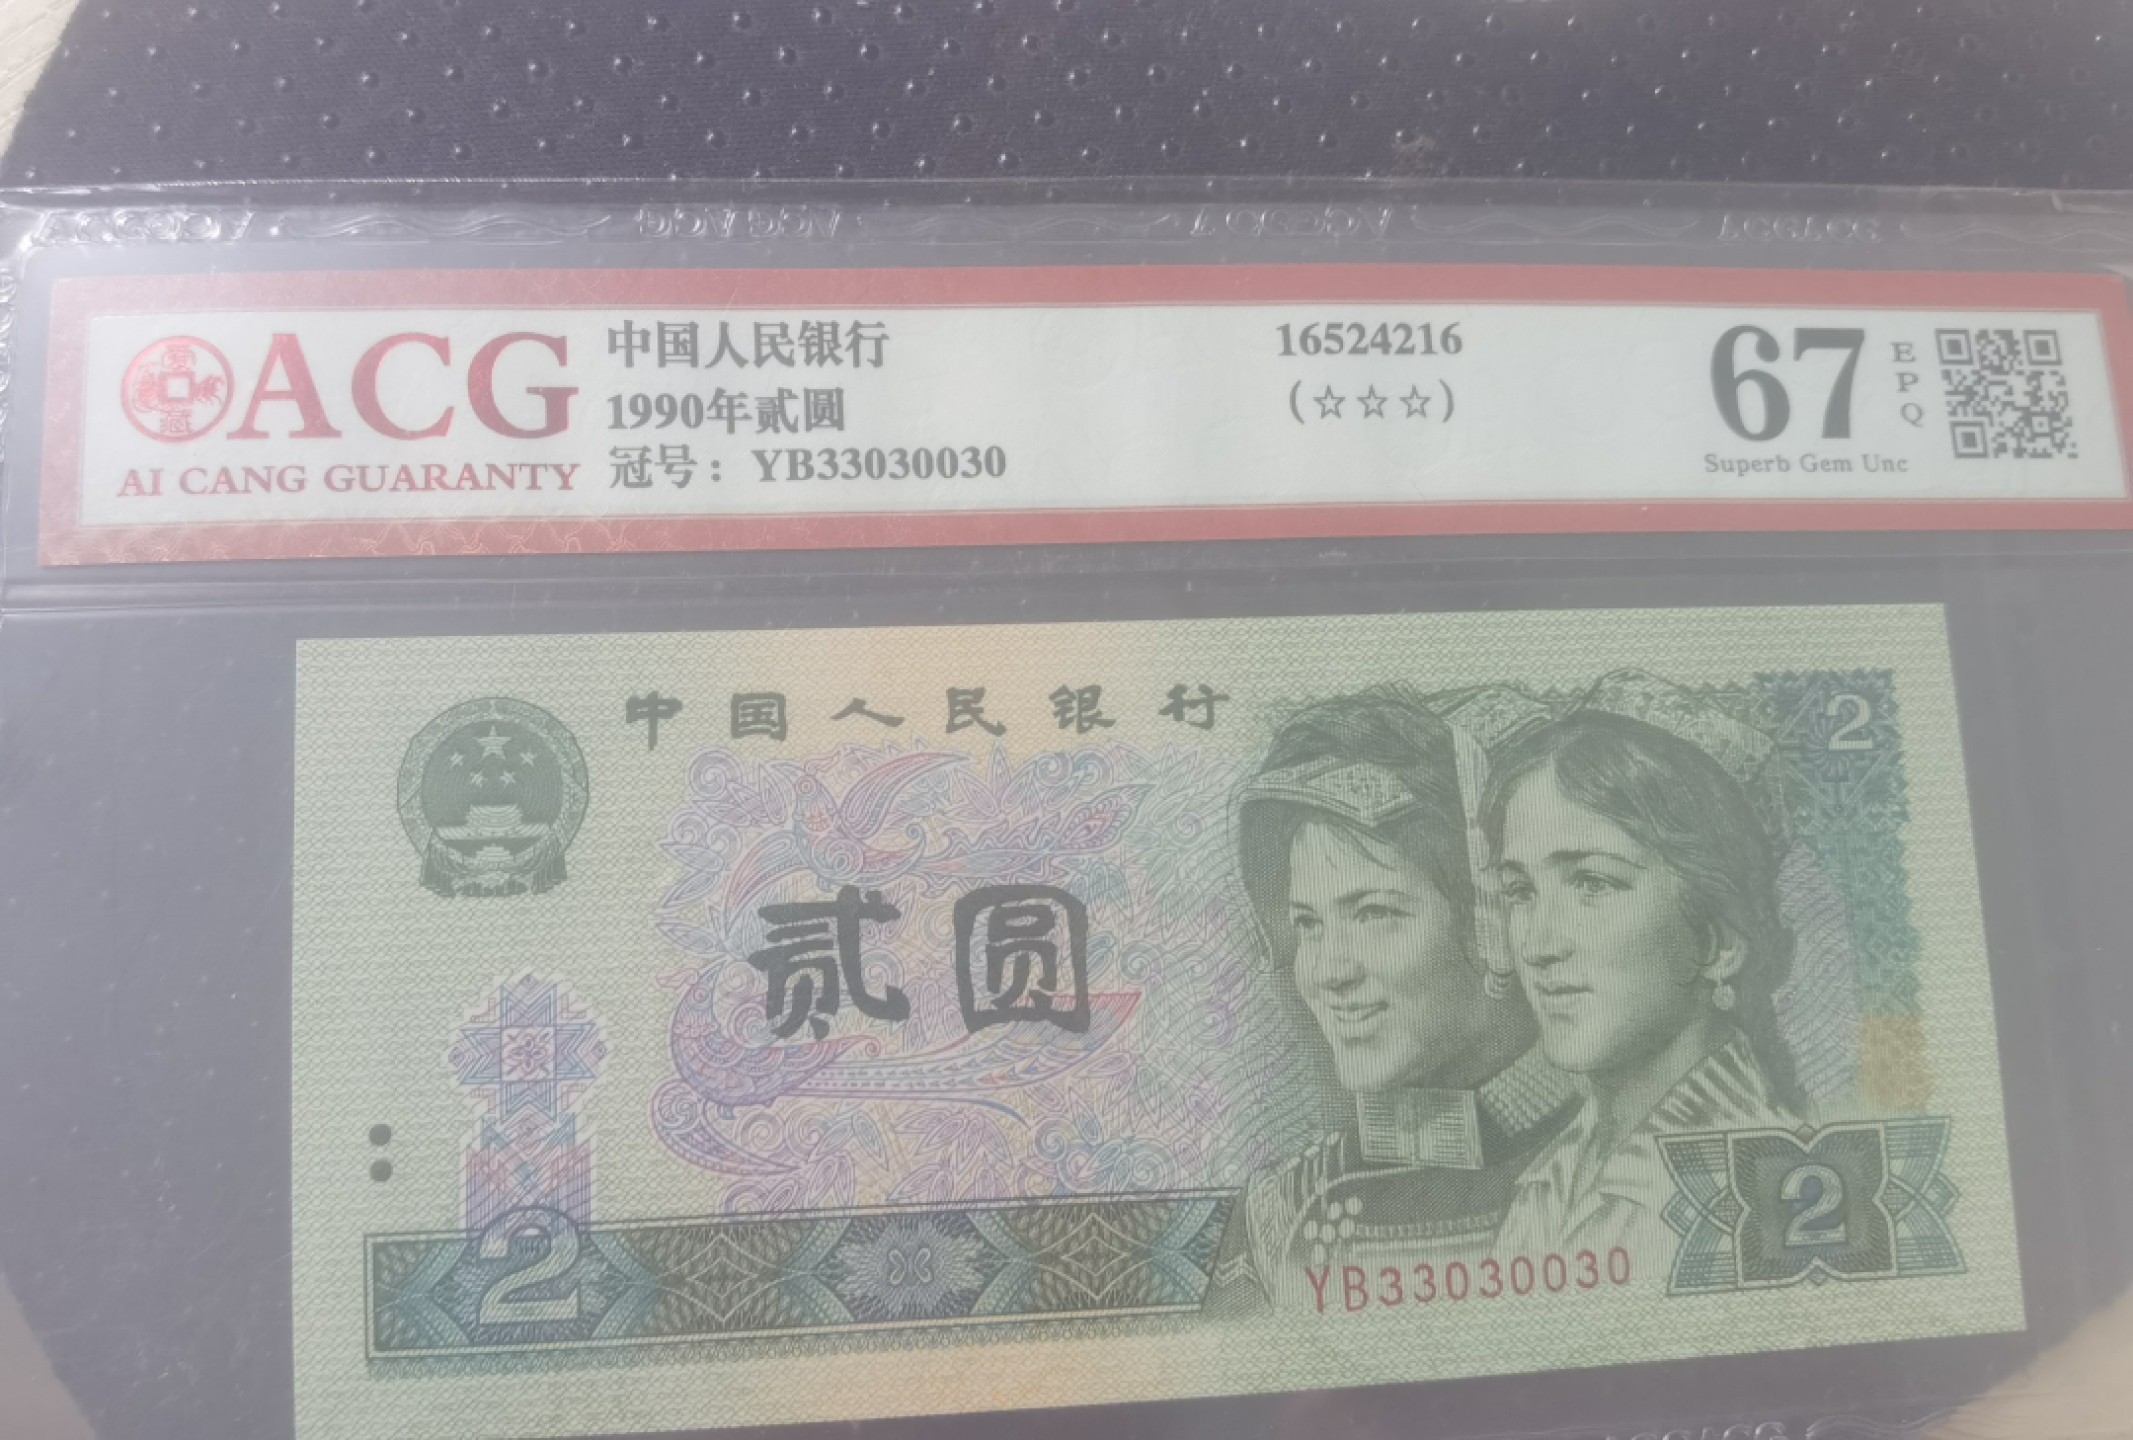 爱藏
ACG
AI CANG GUARANTY
中国人民银行
1990年贰圆
冠号：YB33030030
16524216
(☆☆☆)
67
EPQ
Superb Gem Unc
中国人民银行
2
贰圆
2
2
YB33030030